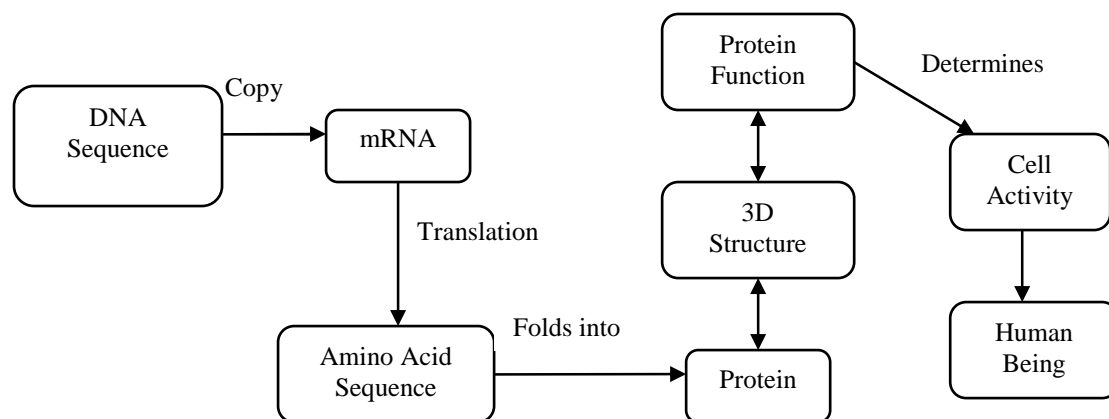 DNA
Sequence
Copy
mRNA
Translation
Amino Acid
Sequence
Folds into
Protein
3D
Structure
Protein
Function
Determines
Cell
Activity
Human
Being